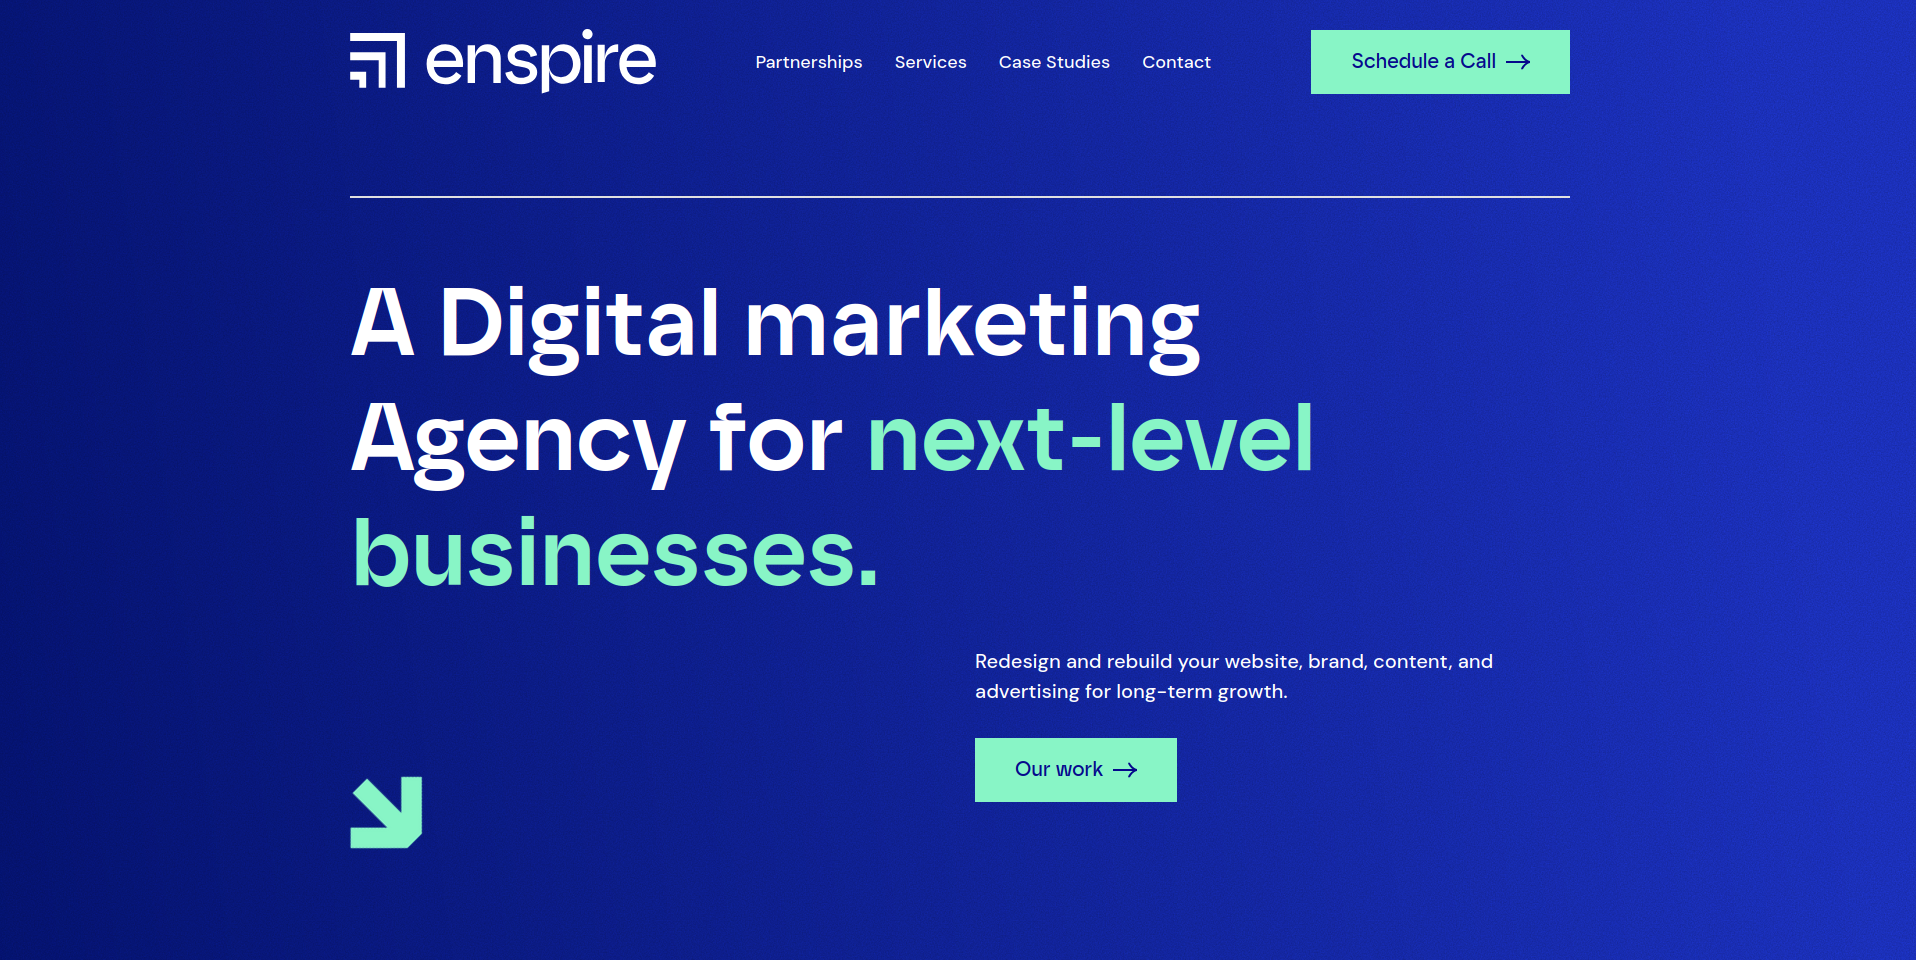 enspire
Partnerships
Services
Case Studies
Contact
Schedule a Call
A Digital marketing
Agency for next-level
businesses.
Redesign and rebuild your website, brand, content, and
advertising for long-term growth.
Our work